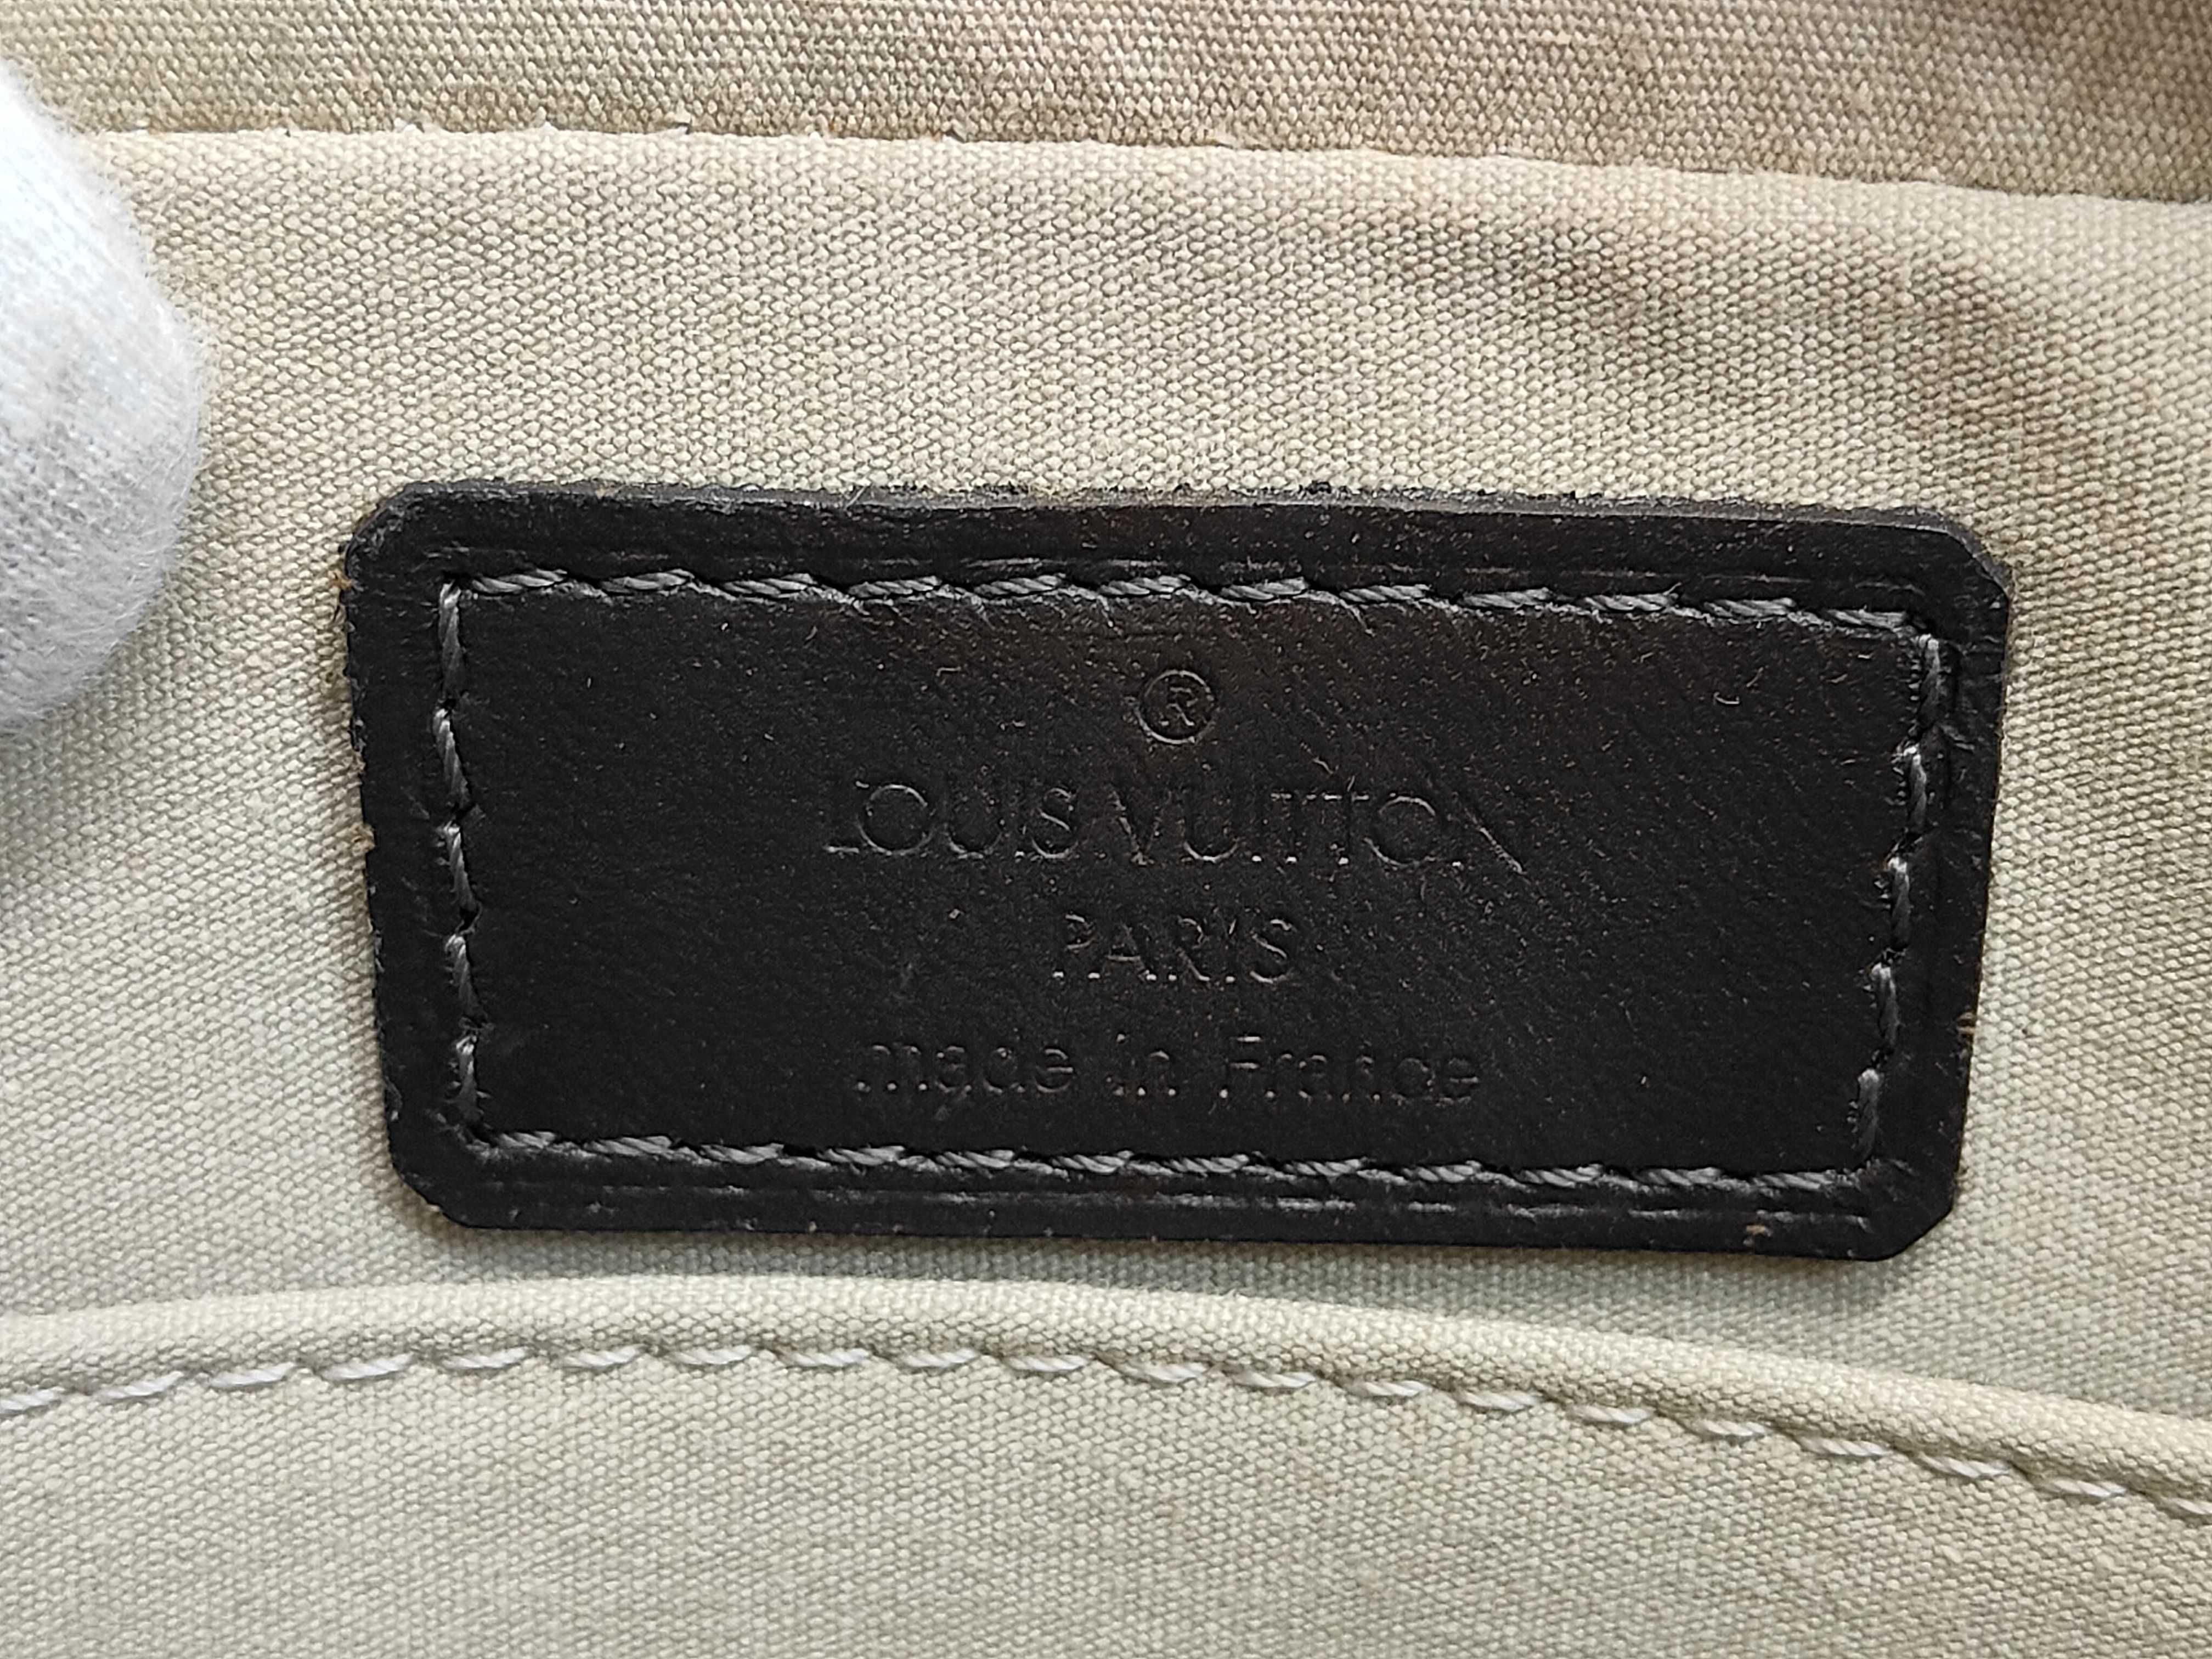 ®
LOUIS VUITTON
PARIS
made in France